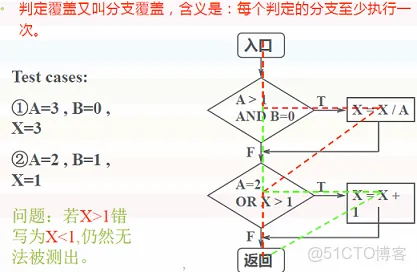 判定覆盖又叫分支覆盖，含义是：每个判定的分支至少执行一
次。
Test cases:
①A=3 , B=0 ,
X=3
②A=2 , B=1 ,
X=1
问题：若X>1错
写为X<1,仍然无
法被测出。
入口
A >
AND B=0
T
X = X / A
F
A=2
OR X > 1
T
X = X +
1
F
返回
@51CTO博客